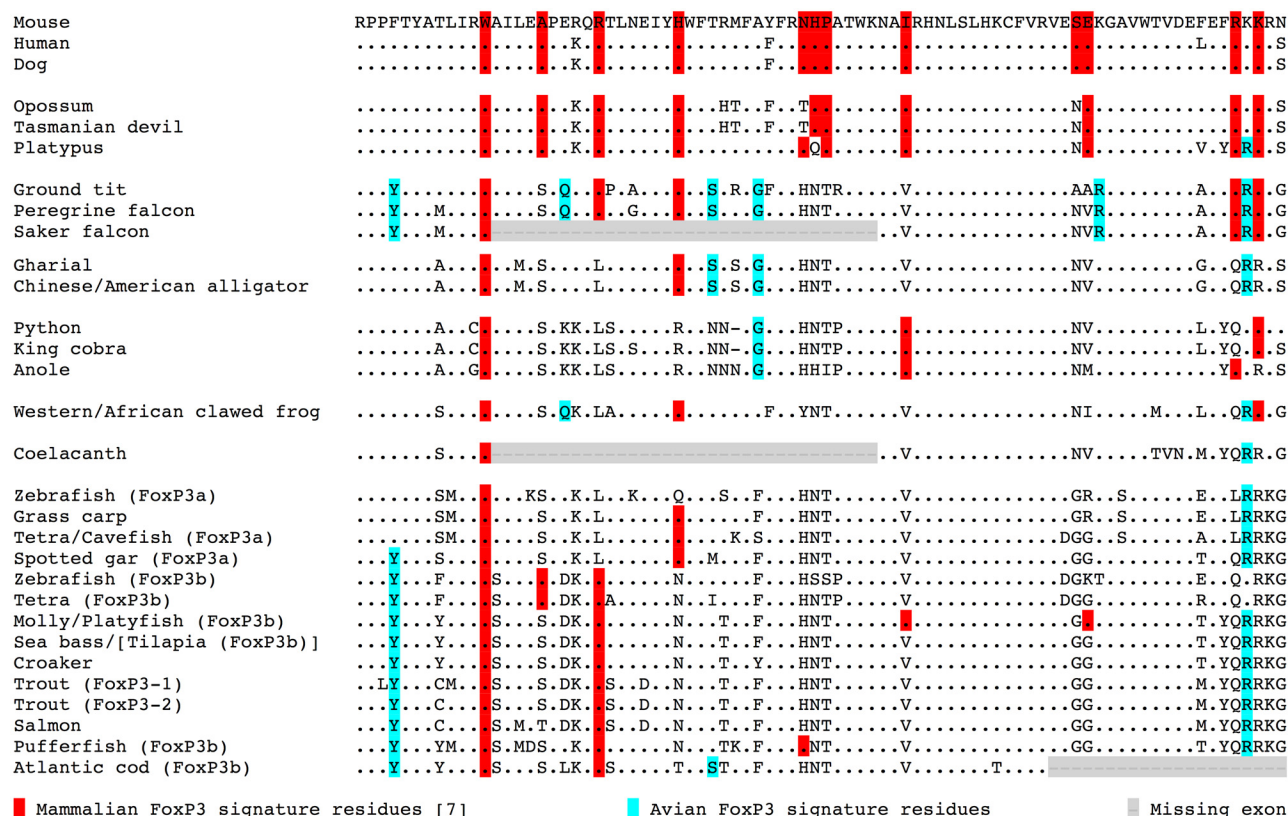 Mouse RPPFTYATLIRWAILEAPERQRTLNEIYHWFTRMFAYFRNHPATWKNAIRHNLSLHKCFVRVESEKGAVWTVDEFEFRKKRN
Human ...................K................F.....................................L......S
Dog ...................K................F............................................S
Opossum ...................K............HT..F..T.......................N.................S
Tasmanian devil ...................K............HT..F..T.......................N.................S
Platypus ...................K....................Q......................N..........V.Y.R..S
Ground tit ...Y............S.Q...P.A......S.R.GF..HNTR.....V..............AAR........A...R..G
Peregrine falcon ...Y...M........S.Q.....G......S...G...HNT......V..............NVR........A...R..G
Saker falcon ...Y...M....----------------------------------..V..............NVR........A...R..G
Gharial .......A......M.S....L.........S.S.G...HNT......V..............NV.........G..QRR.S
Chinese/American alligator .......A......M.S....L.........S.S.G...HNT......V..............NV.........G..QRR.S
Python .......A..C.....S.KK.LS.....R..NN-.G...HNTP....................NV.........L.YQ...S
King cobra .......A..C.....S.KK.LS.S...R..NN-.G...HNTP....................NV.........L.YQ...S
Anole .......A..G.....S.KK.LS.....R..NNN.G...HHIP....................NM...........Y..R.S
Western/African clawed frog .......S........S.QK.LA.............F..YNT......V..............NI.....M...L..QR..G
Coelacanth .......S....----------------------------------..V..............NV.....TVN.M.YQRR.G
Zebrafish (FoxP3a) .......SM......KS..K.L..K...Q...S..F...HNT......V..............GR..S......E..LRRKG
Grass carp .......SM.......S..K.L.............F...HNT......V..............GR..S......E..LRRKG
Tetra/Cavefish (FoxP3a) .......SM.......S..K.L...........K.S...HNT......V.............DGG..S......A..LRRKG
Spotted gar (FoxP3a) ...Y...S........S..K.L.........M...F...HNT......V..............GG.........T..QRRKG
Zebrafish (FoxP3b) ...Y...F....S.....DK........N......F...HSSP.....V.............DGKT........E..Q.RKG
Tetra (FoxP3b) ...Y...F....S.....DK..A.....N..I...F...HNTP.....V.............DGG.........R..Q.RKG
Molly/Platyfish (FoxP3b) ...Y...Y....S...S.DK........N...T..F...HNT.....................G..........T.YQRRKG
Sea bass/[Tilapia (FoxP3b)] ...Y...Y....S...S.DK........N...T..F...HNT......V..............GG.........T.YQRRKG
Croaker ...Y...Y....S...S.DK........N...T..Y...HNT......V..............GG.........T.YQRRKG
Trout (FoxP3-1) ..LY...CM...S...S.DK..S..D..N...T..F...HNT......V..............GG.........M.YQRRKG
Trout (FoxP3-2) ...Y...C....S...S.DK..S..D..N...T..F...HNT......V..............GG.........M.YQRRKG
Salmon ...Y...C....S.M.T.DK..S..D..N...T..F...HNT......V..............GG.........M.YQRRKG
Pufferfish (FoxP3b) ...Y...YM...S.MDS..K........N...TK.F....NT......V..............GG.........T.YQRRKG
Atlantic cod (FoxP3b) ...Y...Y....S...S.LK..S.....T..ST..F...HNT......V.......T....---------------------
Mammalian FoxP3 signature residues [7] Avian FoxP3 signature residues Missing exon